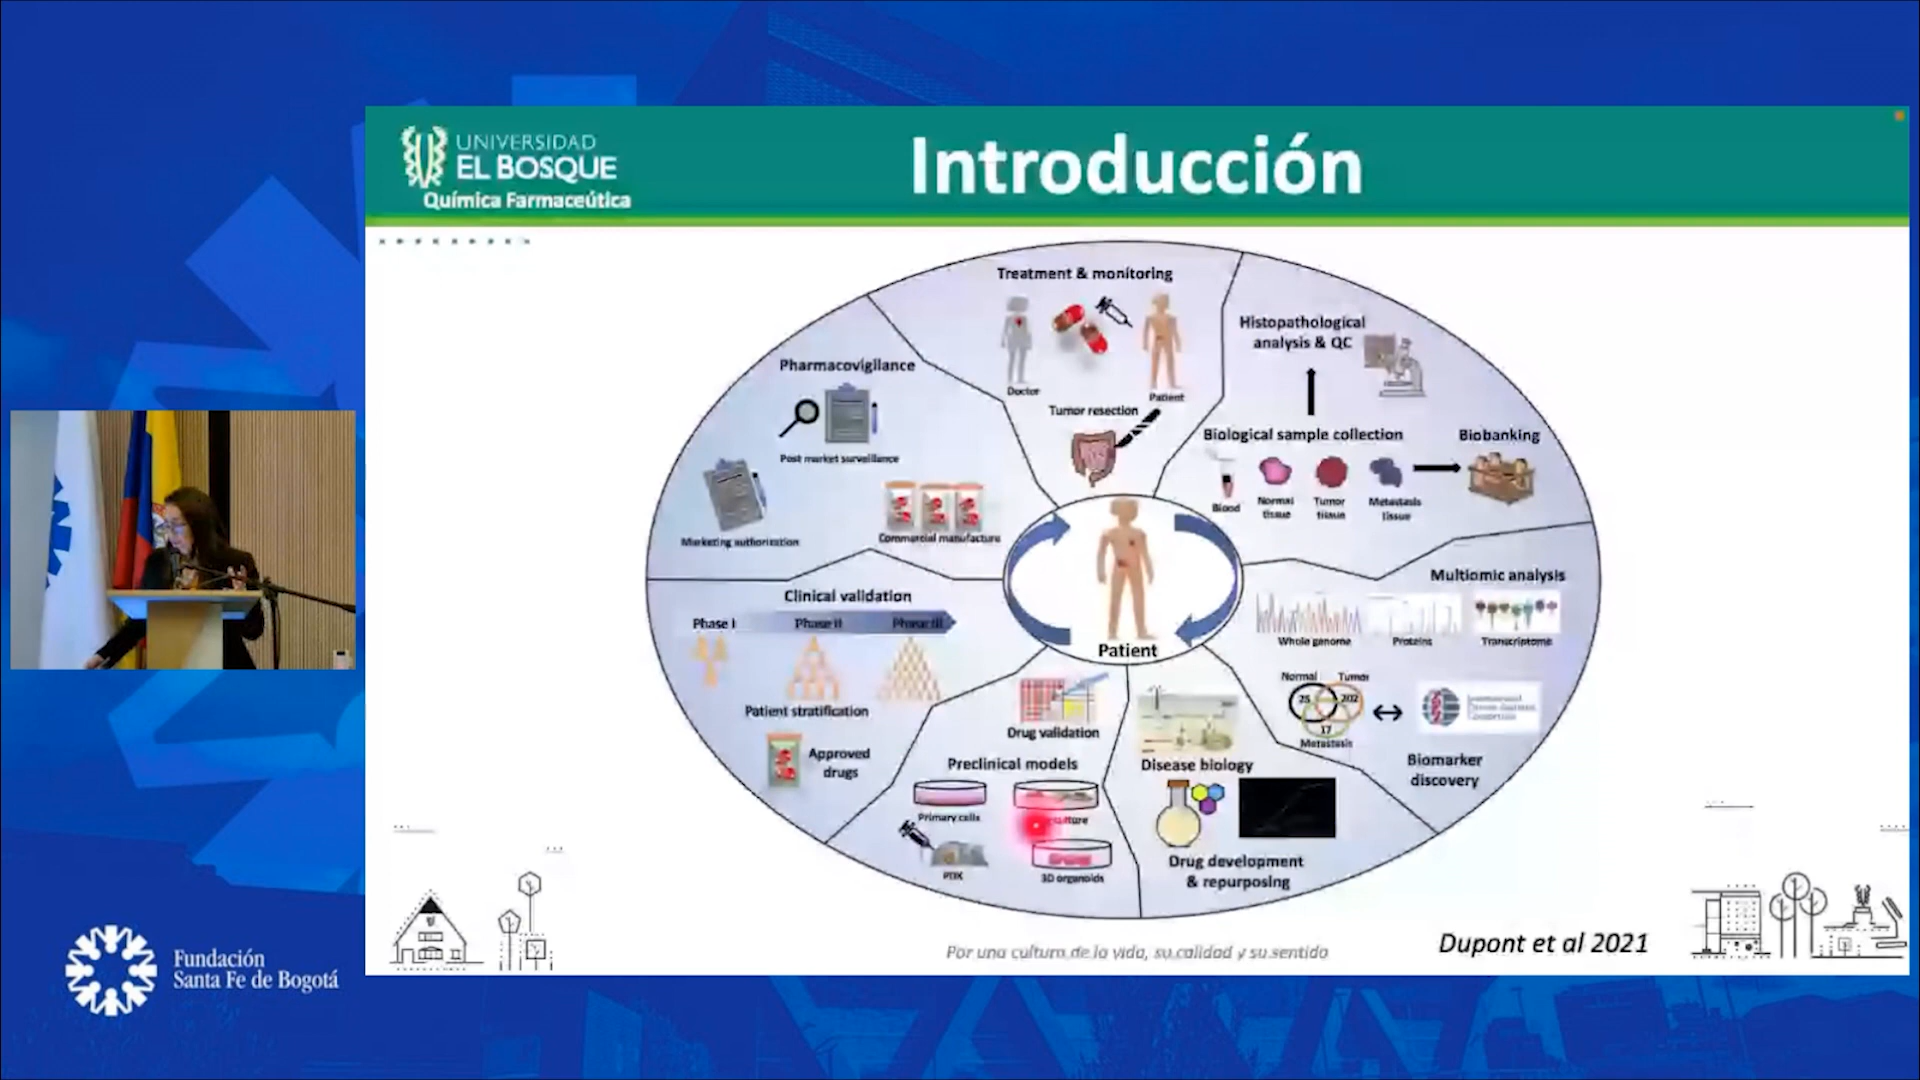 UNIVERSIDAD
EL BOSQUE
Química Farmaceútica
Introducción
Treatment & monitoring
Doctor
Patient
Tumor resection
Histopathological
analysis & QC
Biological sample collection
Biobanking
Blood
Normal
tissue
Tumor
tissue
Metastasis
tissue
Multiomic analysis
Whole genome
Proteins
Transcriptome
Normal
Tumor
25
202
17
Metastasis
Biomarker
discovery
Disease biology
Drug development
& repurposing
Drug validation
Preclinical models
Primary cells
PDX
3D organoids
Clinical validation
Phase I
Phase II
Phase III
Patient stratification
Approved
drugs
Pharmacovigilance
Post market surveillance
Marketing authorization
Commercial manufacture
Patient
Por una cultura de la vida, su calidad y su sentido
Dupont et al 2021
Fundación
Santa Fe de Bogotá